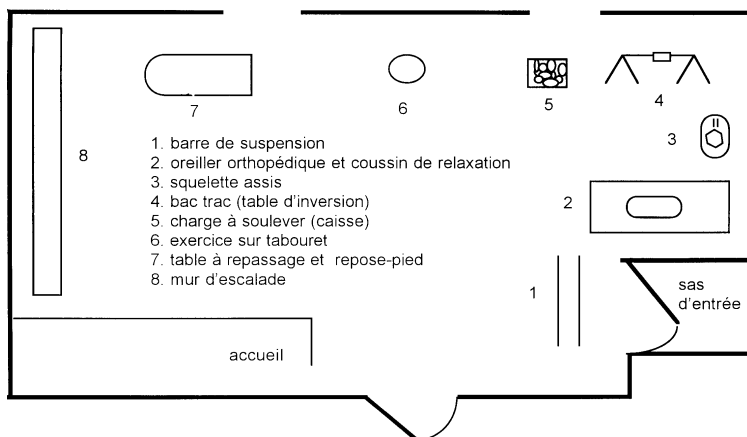 7
6
5
4
3
8
1. barre de suspension
2. oreiller orthopédique et coussin de relaxation
3. squelette assis
4. bac trac (table d'inversion)
5. charge à soulever (caisse)
6. exercice sur tabouret
7. table à repassage et repose-pied
8. mur d'escalade
2
1
sas
d'entrée
accueil